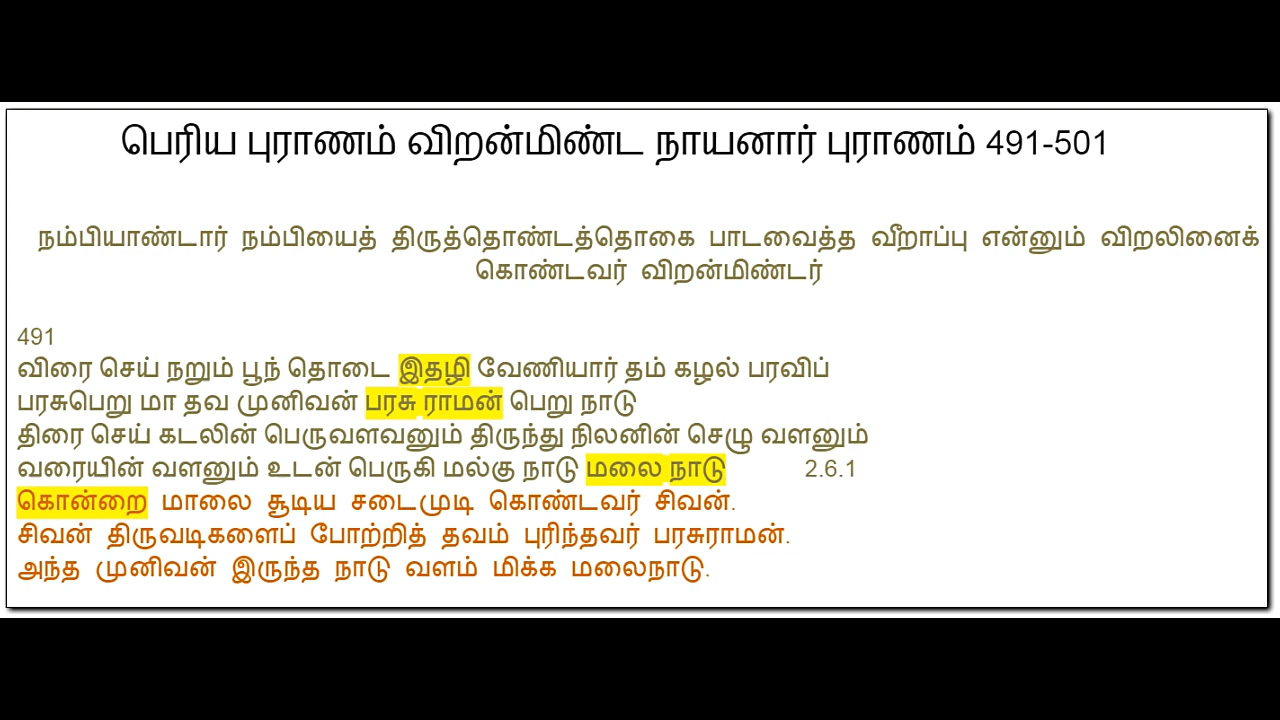 பெரிய புராணம் விறன்மிண்ட நாயனார் புராணம் 491-501
நம்பியாண்டார் நம்பியைத் திருத்தொண்டத்தொகை பாடவைத்த வீறாப்பு என்னும் விறலினைக்
கொண்டவர் விறன்மிண்டர்
491
விரை செய் நறும் பூந் தொடை இதழி வேணியார் தம் கழல் பரவிப்
பரசுபெறு மா தவ முனிவன் பரசு ராமன் பெறு நாடு
திரை செய் கடலின் பெருவளவனும் திருந்து நிலனின் செழு வளனும்
வரையின் வளனும் உடன் பெருகி மல்கு நாடு மலை நாடு 2.6.1
கொன்றை மாலை சூடிய சடைமுடி கொண்டவர் சிவன்.
சிவன் திருவடிகளைப் போற்றித் தவம் புரிந்தவர் பரசுராமன்.
அந்த முனிவன் இருந்த நாடு வளம் மிக்க மலைநாடு.